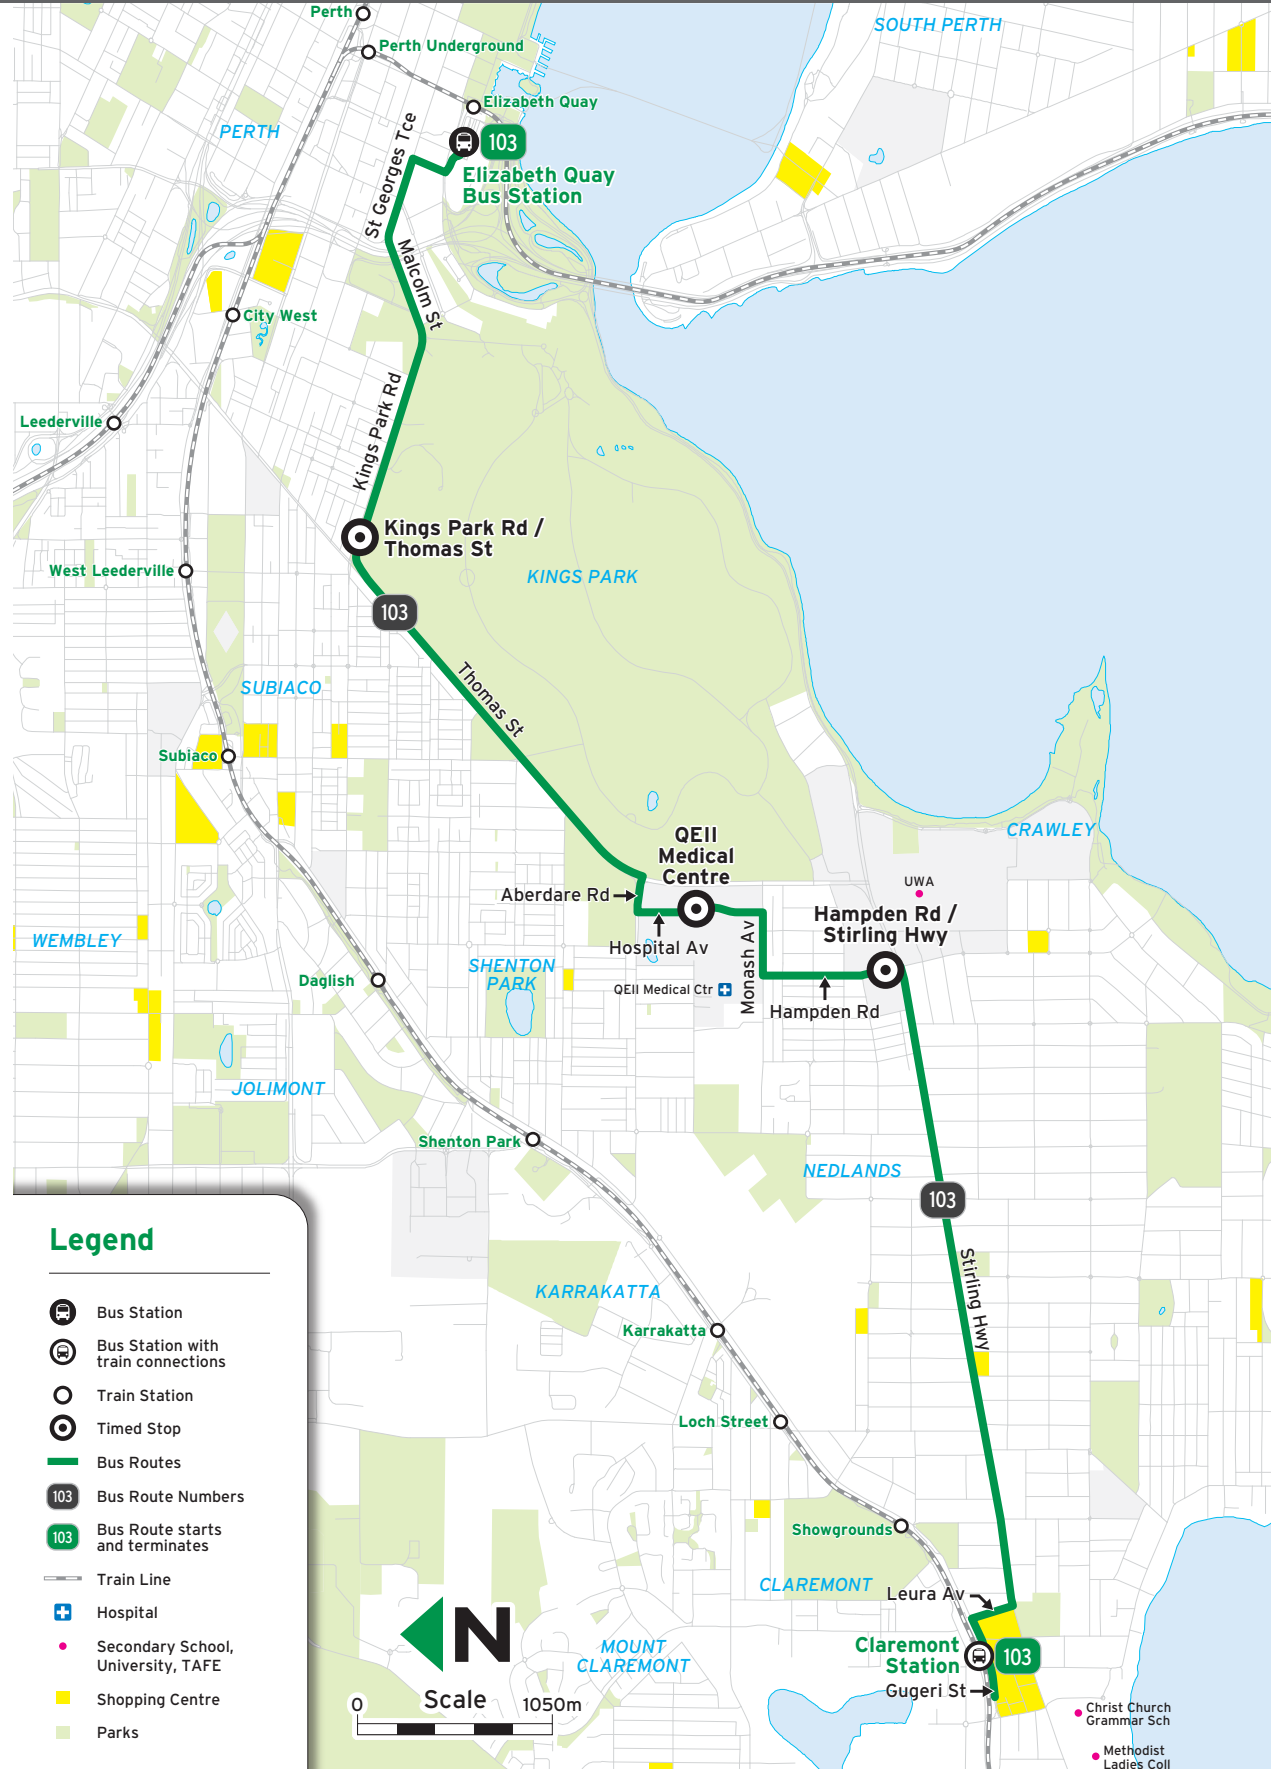 Perth
SOUTH PERTH
Perth Underground
Elizabeth Quay
PERTH
103
St Georges Tce
Elizabeth Quay
Bus Station
Malcolm St
City West
Kings Park Rd
Leederville
Kings Park Rd /
Thomas St
West Leederville
KINGS PARK
103
SUBIACO
Thomas St
Subiaco
CRAWLEY
QEII
Medical
Centre
UWA
Aberdare Rd
Hampden Rd /
Stirling Hwy
WEMBLEY
Hospital Av
Monash Av
SHENTON
PARK
Daglish
QEII Medical Ctr
Hampden Rd
JOLIMONT
Shenton Park
NEDLANDS
103
Stirling Hwy
KARRAKATTA
Karrakatta
Loch Street
Showgrounds
CLAREMONT
Leura Av
MOUNT
CLAREMONT
Claremont
Station
103
Gugeri St
Christ Church
Grammar Sch
Methodist
Ladies Coll
N
Scale
0
1050m
Legend
Bus Station
Bus Station with
train connections
Train Station
Timed Stop
Bus Routes
103
Bus Route Numbers
103
Bus Route starts
and terminates
Train Line
Hospital
Secondary School,
University, TAFE
Shopping Centre
Parks